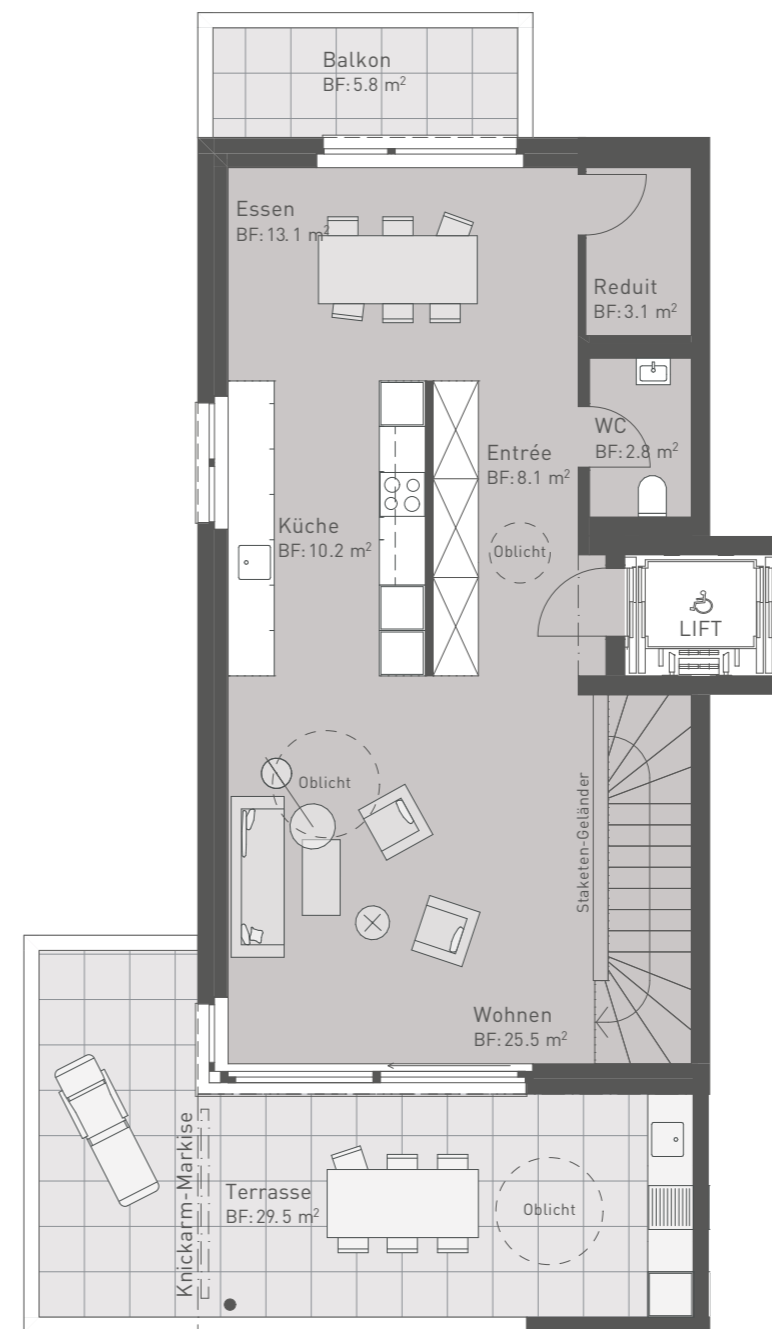 Balkon
BF: 5.8 m²
Essen
BF: 13.1 m²
Reduit
BF: 3.1 m²
WC
BF: 2.8 m²
Entrée
BF: 8.1 m²
Küche
BF: 10.2 m²
Oblicht
LIFT
Oblicht
Staketen-Geländer
Wohnen
BF: 25.5 m²
Knickarm-Markise
Terrasse
BF: 29.5 m²
Oblicht